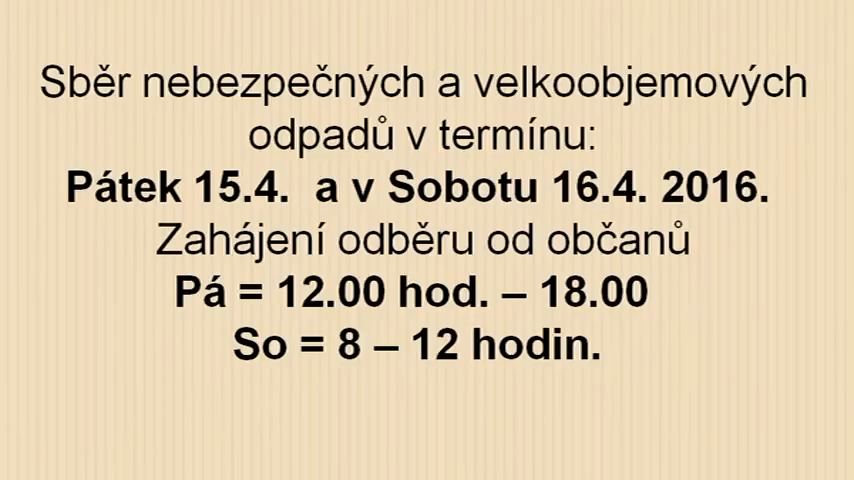 Sběr nebezpečných a velkoobjemových
odpadů v termínu:
Pátek 15.4.  a v Sobotu 16.4. 2016.
Zahájení odběru od občanů
Pá = 12.00 hod. – 18.00
So = 8 – 12 hodin.